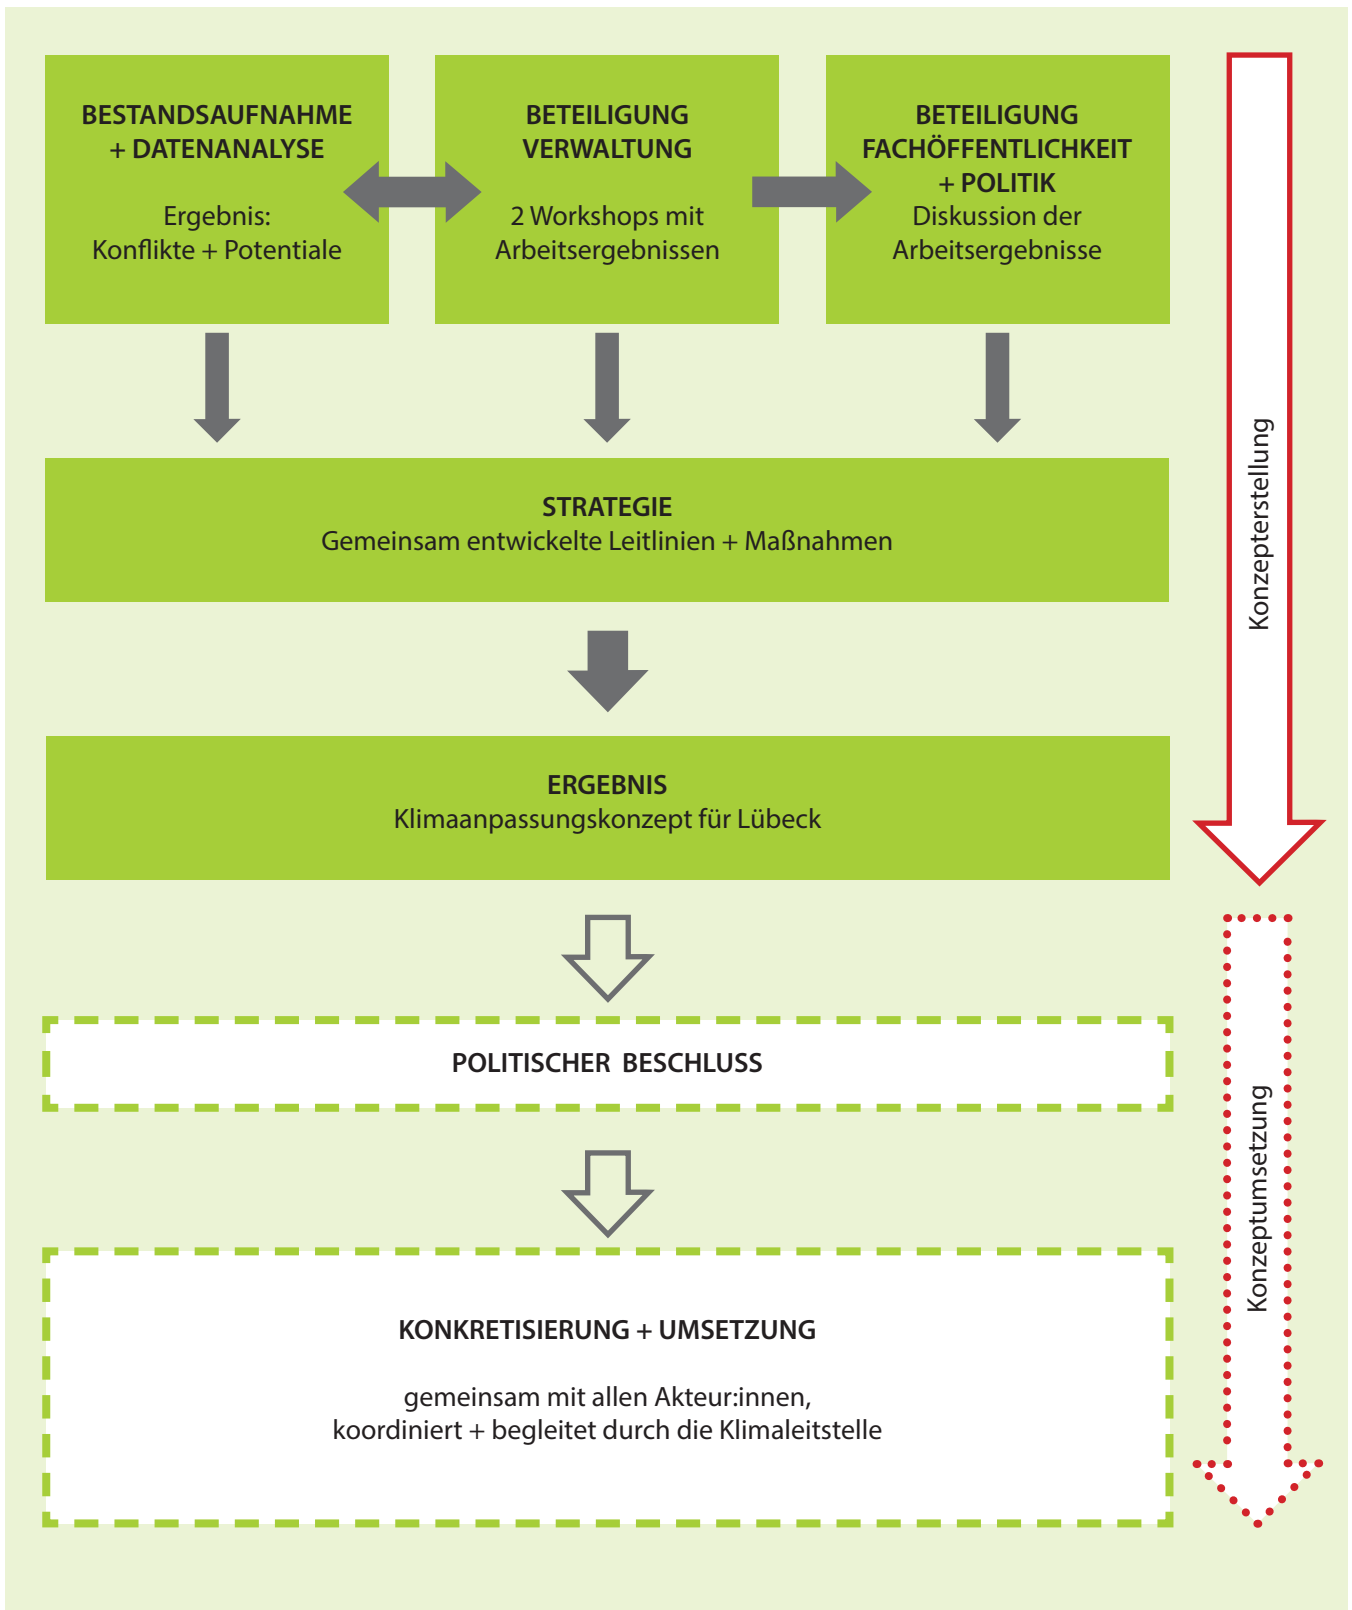 BESTANDSAUFNAHME
+ DATENANALYSE
Ergebnis:
Konflikte + Potentiale
BETEILIGUNG
VERWALTUNG
2 Workshops mit
Arbeitsergebnissen
BETEILIGUNG
FACHÖFFENTLICHKEIT
+ POLITIK
Diskussion der
Arbeitsergebnisse
STRATEGIE
Gemeinsam entwickelte Leitlinien + Maßnahmen
ERGEBNIS
Klimaanpassungskonzept für Lübeck
POLITISCHER BESCHLUSS
KONKRETISIERUNG + UMSETZUNG
gemeinsam mit allen Akteur:innen,
koordiniert + begleitet durch die Klimaleitstelle
Konzepterstellung
Konzeptumsetzung